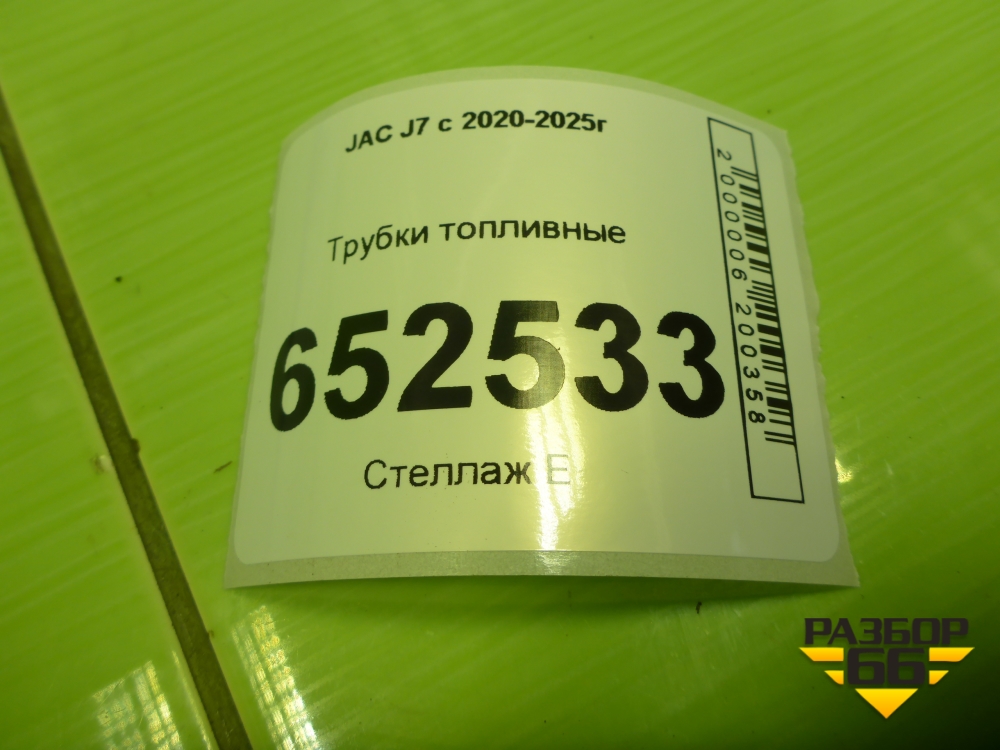 JAC J7 с 2020-2025г
Трубки топливные
652533
Стеллаж Е
2000006200358
РАЗБОР
66